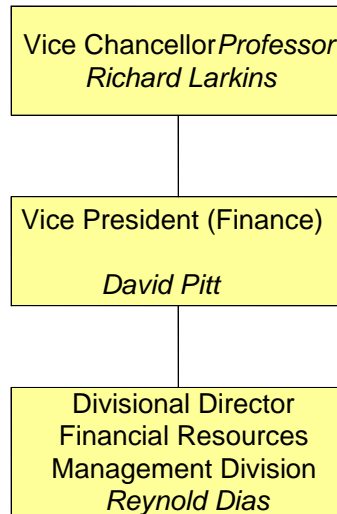 Vice Chancellor Professor
Richard Larkins
Vice President (Finance)
David Pitt
Divisional Director
Financial Resources
Management Division
Reynold Dias